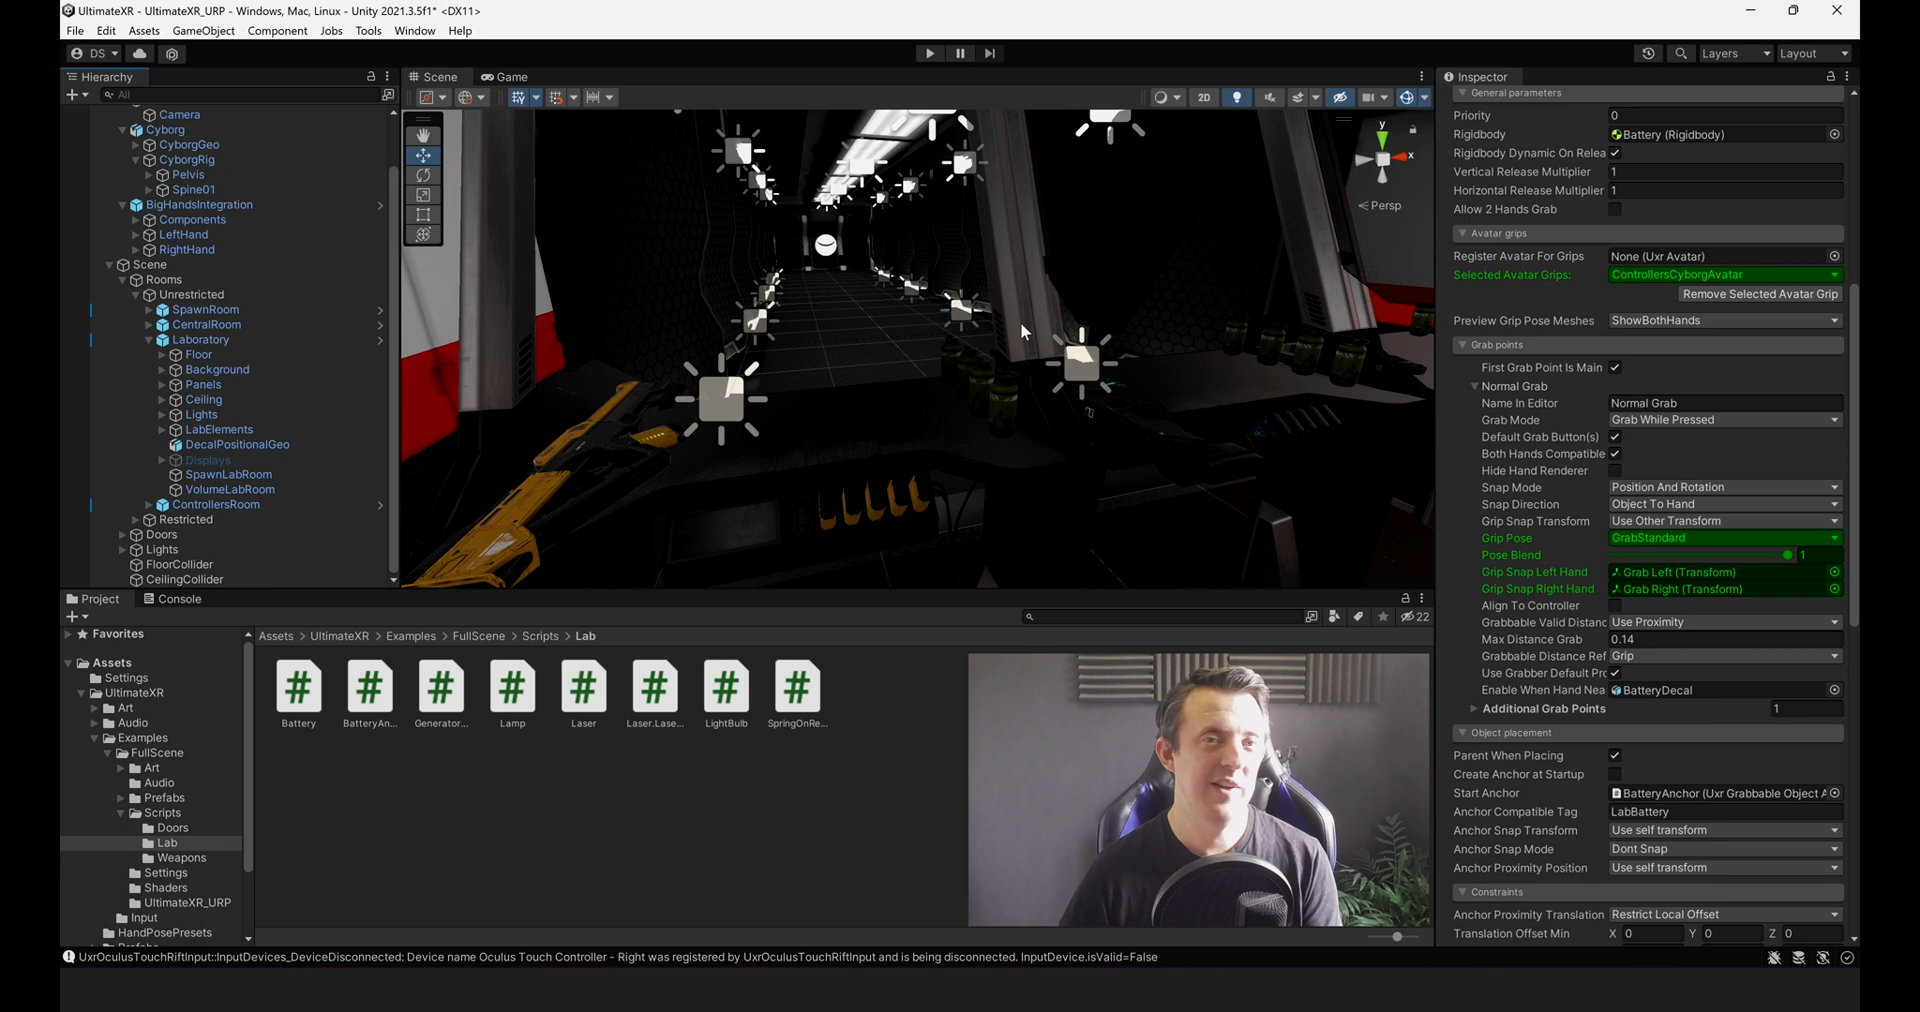 UltimateXR - UltimateXR_URP - Windows, Mac, Linux - Unity 2021.3.5f1* <DX11>
File Edit Assets GameObject Component Jobs Tools Window Help
DS
Layers Layout
Hierarchy
All
Camera
Cyborg
CyborgGeo
CyborgRig
Pelvis
Spine01
BigHandsIntegration
Components
LeftHand
RightHand
Scene
Rooms
Unrestricted
SpawnRoom
CentralRoom
Laboratory
Floor
Background
Panels
Ceiling
Lights
LabElements
DecalPositionalGeo
Displays
SpawnLabRoom
VolumeLabRoom
ControllersRoom
Restricted
Doors
Lights
FloorCollider
CeilingCollider
Scene Game
2D
y
x
Persp
Project Console
22
Favorites
Assets
Settings
UltimateXR
Art
Audio
Examples
FullScene
Art
Audio
Prefabs
Scripts
Doors
Lab
Weapons
Settings
Shaders
UltimateXR_URP
Input
HandPosePresets
Assets > UltimateXR > Examples > FullScene > Scripts > Lab
# # # # # # # #
Battery BatteryAn... Generator... Lamp Laser Laser.Lase... LightBulb SpringOnRe...
Inspector
General parameters
Priority 0
Rigidbody Battery (Rigidbody)
Rigidbody Dynamic On Relea
Vertical Release Multiplier 1
Horizontal Release Multiplier 1
Allow 2 Hands Grab
Avatar grips
Register Avatar For Grips None (Uxr Avatar)
Selected Avatar Grips: ControllersCyborgAvatar
Remove Selected Avatar Grip
Preview Grip Pose Meshes ShowBothHands
Grab points
First Grab Point Is Main
Normal Grab
Name In Editor Normal Grab
Grab Mode Grab While Pressed
Default Grab Button(s)
Both Hands Compatible
Hide Hand Renderer
Snap Mode Position And Rotation
Snap Direction Object To Hand
Grip Snap Transform Use Other Transform
Grip Pose GrabStandard
Pose Blend 1
Grip Snap Left Hand Grab Left (Transform)
Grip Snap Right Hand Grab Right (Transform)
Align To Controller
Grabbable Valid Distanc Use Proximity
Max Distance Grab 0.14
Grabbable Distance Ref Grip
Use Grabber Default Prc
Enable When Hand Nea BatteryDecal
Additional Grab Points 1
Object placement
Parent When Placing
Create Anchor at Startup
Start Anchor BatteryAnchor (Uxr Grabbable Object A
Anchor Compatible Tag LabBattery
Anchor Snap Transform Use self transform
Anchor Snap Mode Dont Snap
Anchor Proximity Position Use self transform
Constraints
Anchor Proximity Translation Restrict Local Offset
Translation Offset Min X 0 Y 0 Z 0
UxrOculusTouchRiftInput::InputDevices_DeviceDisconnected: Device name Oculus Touch Controller - Right was registered by UxrOculusTouchRiftInput and is being disconnected. InputDevice.isValid=False